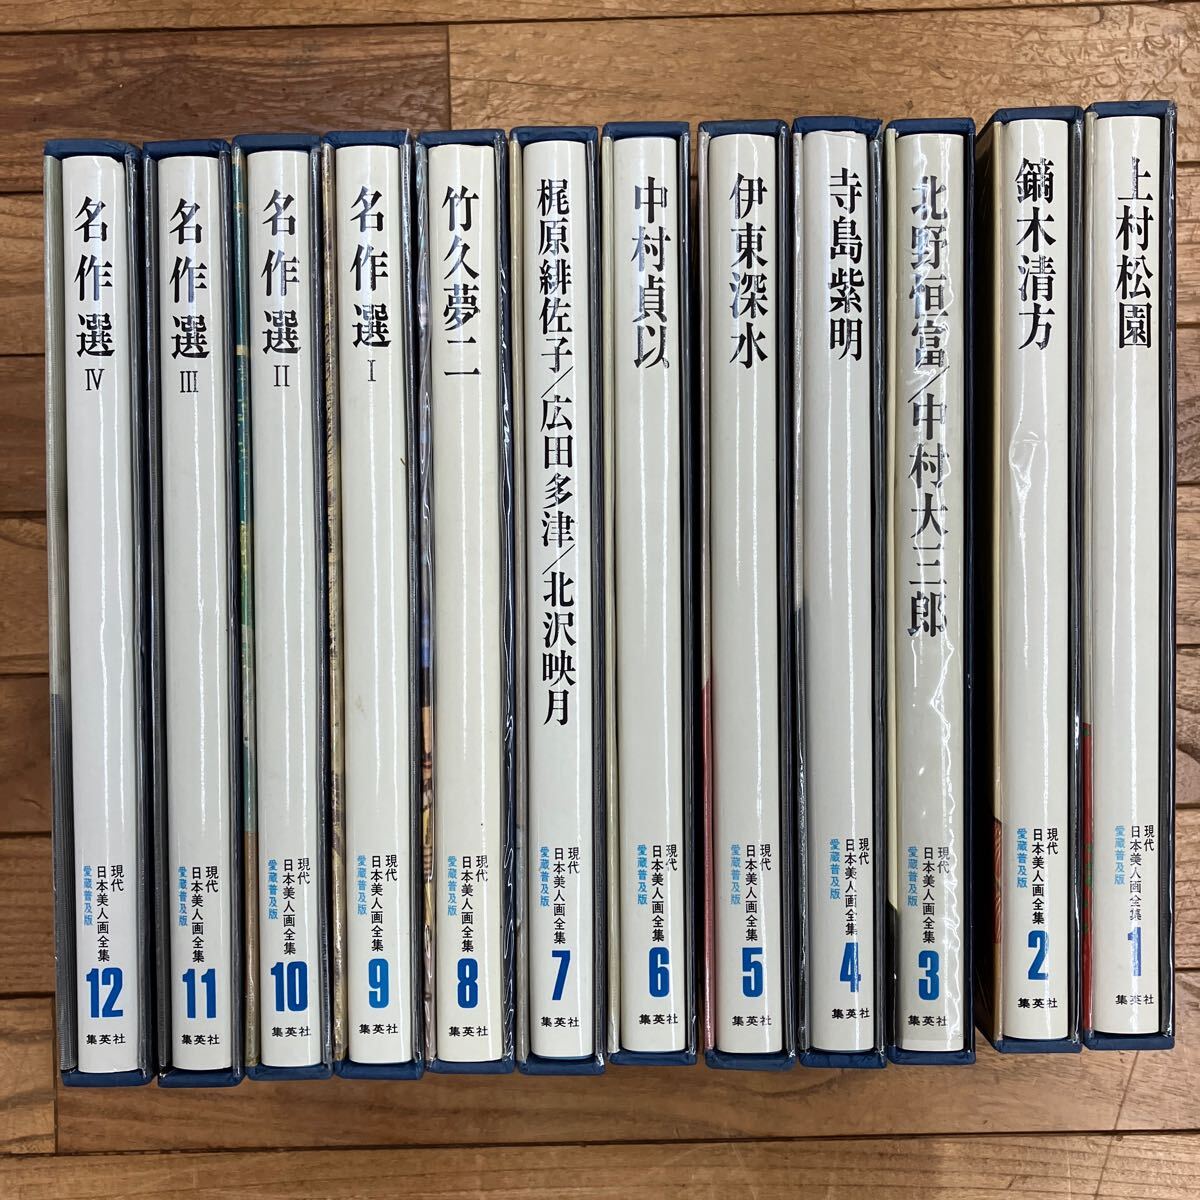 上村松園
現代
日本美人画全集
愛蔵普及版
1
集英社
鏑木清方
現代
日本美人画全集
愛蔵普及版
2
集英社
北野恒富/中村大三郎
現代
日本美人画全集
愛蔵普及版
3
集英社
寺島紫明
現代
日本美人画全集
愛蔵普及版
4
集英社
伊東深水
現代
日本美人画全集
愛蔵普及版
5
集英社
中村貞以
現代
日本美人画全集
愛蔵普及版
6
集英社
梶原緋佐子/広田多津/北沢映月
現代
日本美人画全集
愛蔵普及版
7
集英社
竹久夢二
現代
日本美人画全集
愛蔵普及版
8
集英社
名作選 I
現代
日本美人画全集
愛蔵普及版
9
集英社
名作選 II
現代
日本美人画全集
愛蔵普及版
10
集英社
名作選 III
現代
日本美人画全集
愛蔵普及版
11
集英社
名作選 IV
現代
日本美人画全集
愛蔵普及版
12
集英社